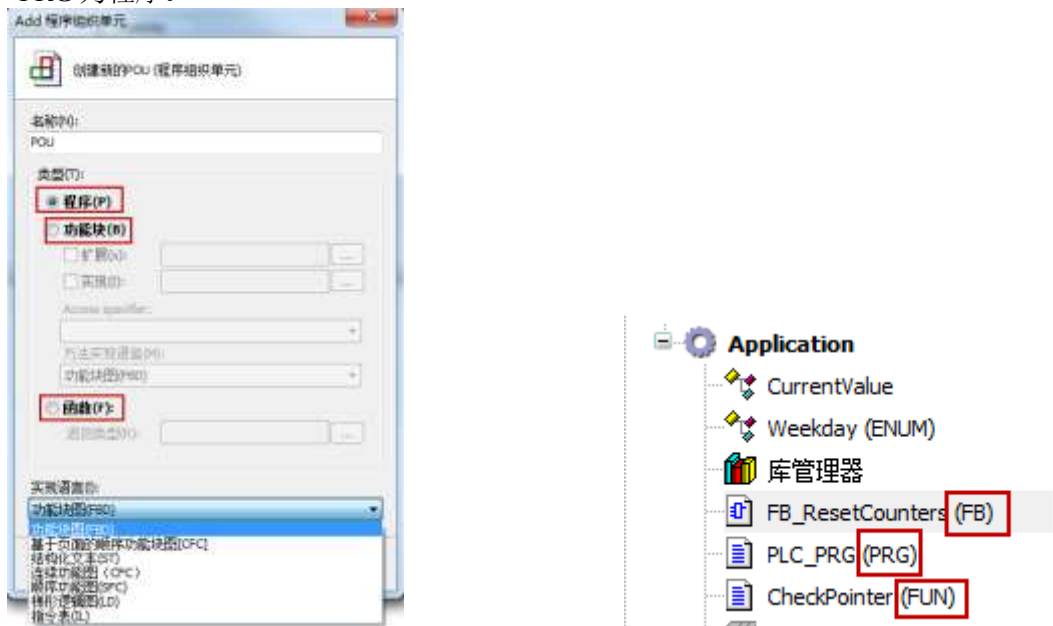 PRG 为程序。
Add 程序组织单元
创建新的POU (程序组织单元)
名称(N):
POU
类型(T):
程序(P)
功能块(B)
扩展(X):
...
实现(I):
...
Access specifier:
方法实现语言(M):
功能块图(FBD)
函数(F):
返回类型(R):
...
实现语言(I):
功能块图(FBD)
功能块图(FBD)
基于页面的顺序功能块图(CFC)
结构化文本(ST)
连续功能图 (CFC)
顺序功能图(SFC)
梯形逻辑图(LD)
指令表(IL)
Application
CurrentValue
Weekday (ENUM)
库管理器
FB_ResetCounters (FB)
PLC_PRG (PRG)
CheckPointer (FUN)